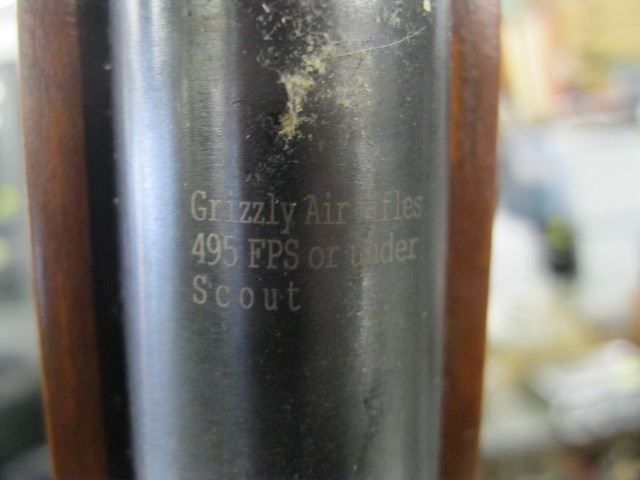 Grizzly Air Rifles
495 FPS or under
Scout